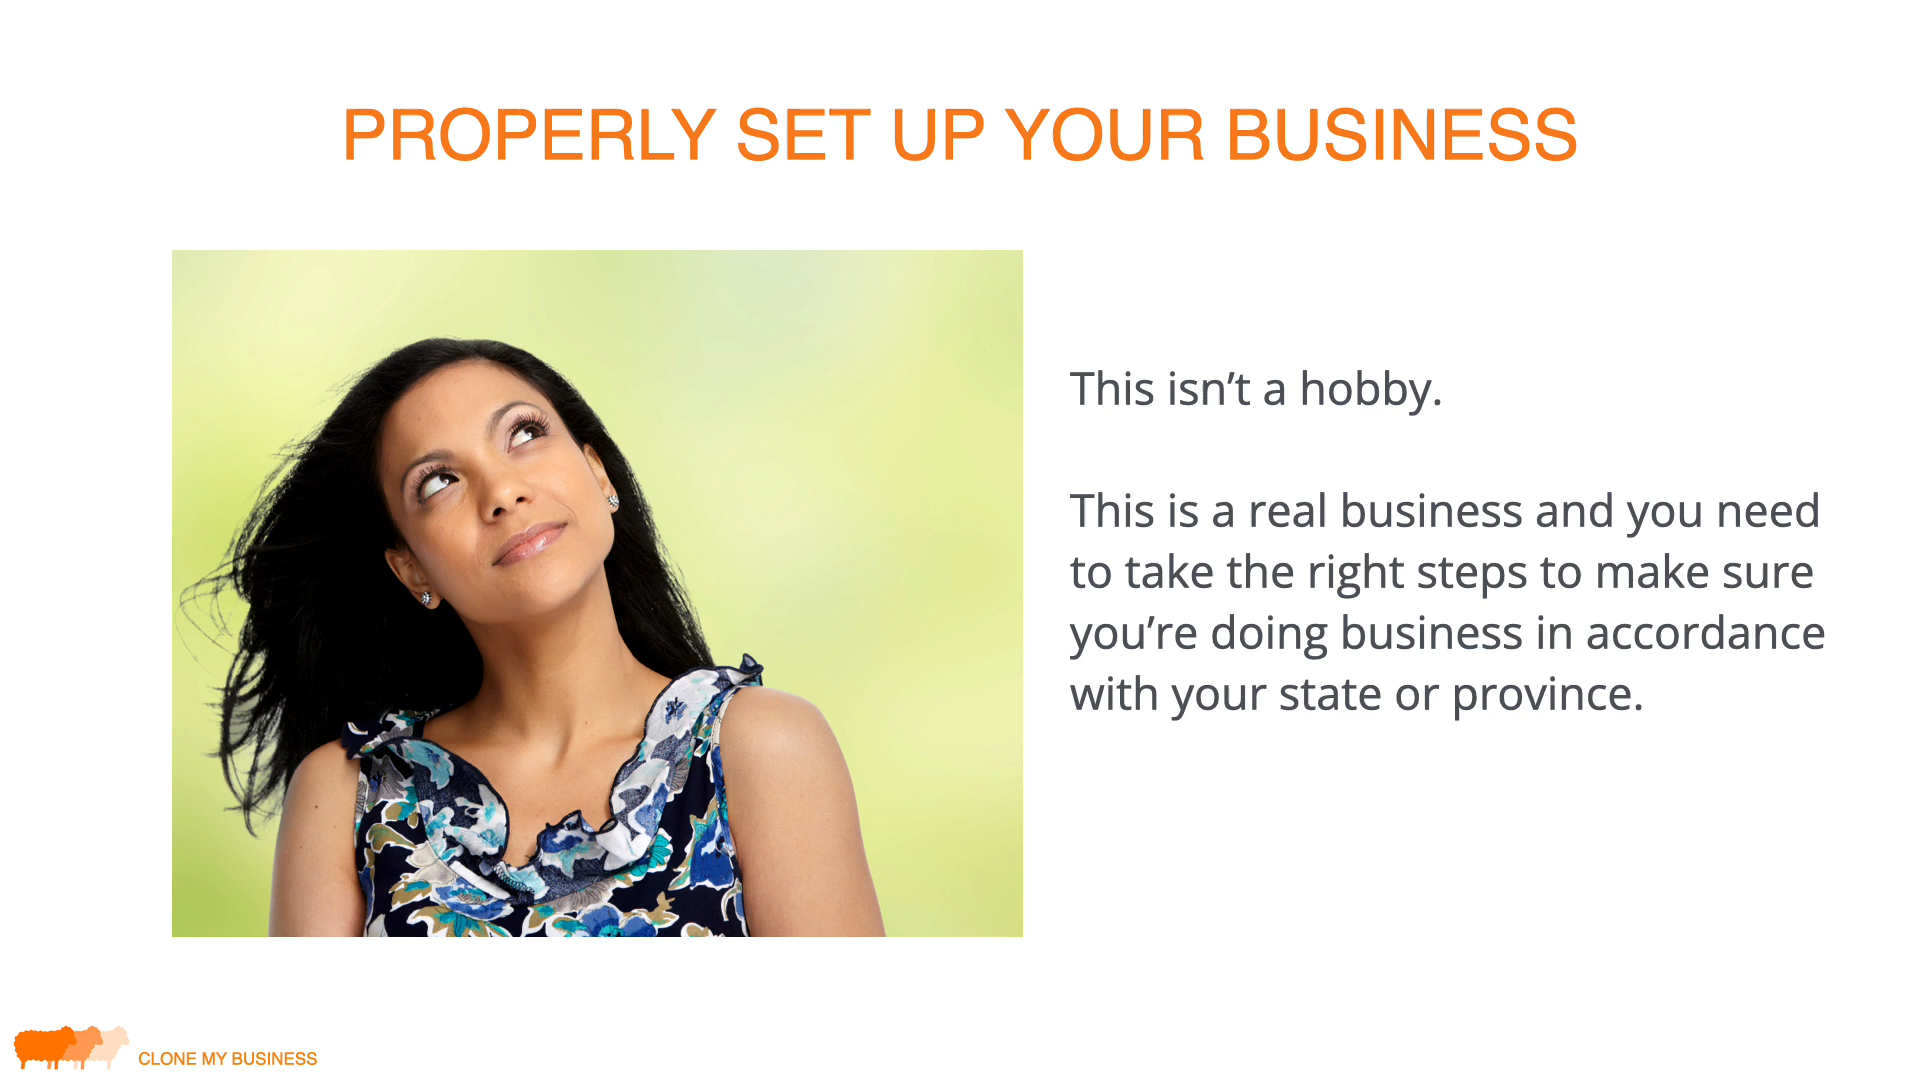 PROPERLY SET UP YOUR BUSINESS
This isn’t a hobby.
This is a real business and you need
to take the right steps to make sure
you’re doing business in accordance
with your state or province.
CLONE MY BUSINESS